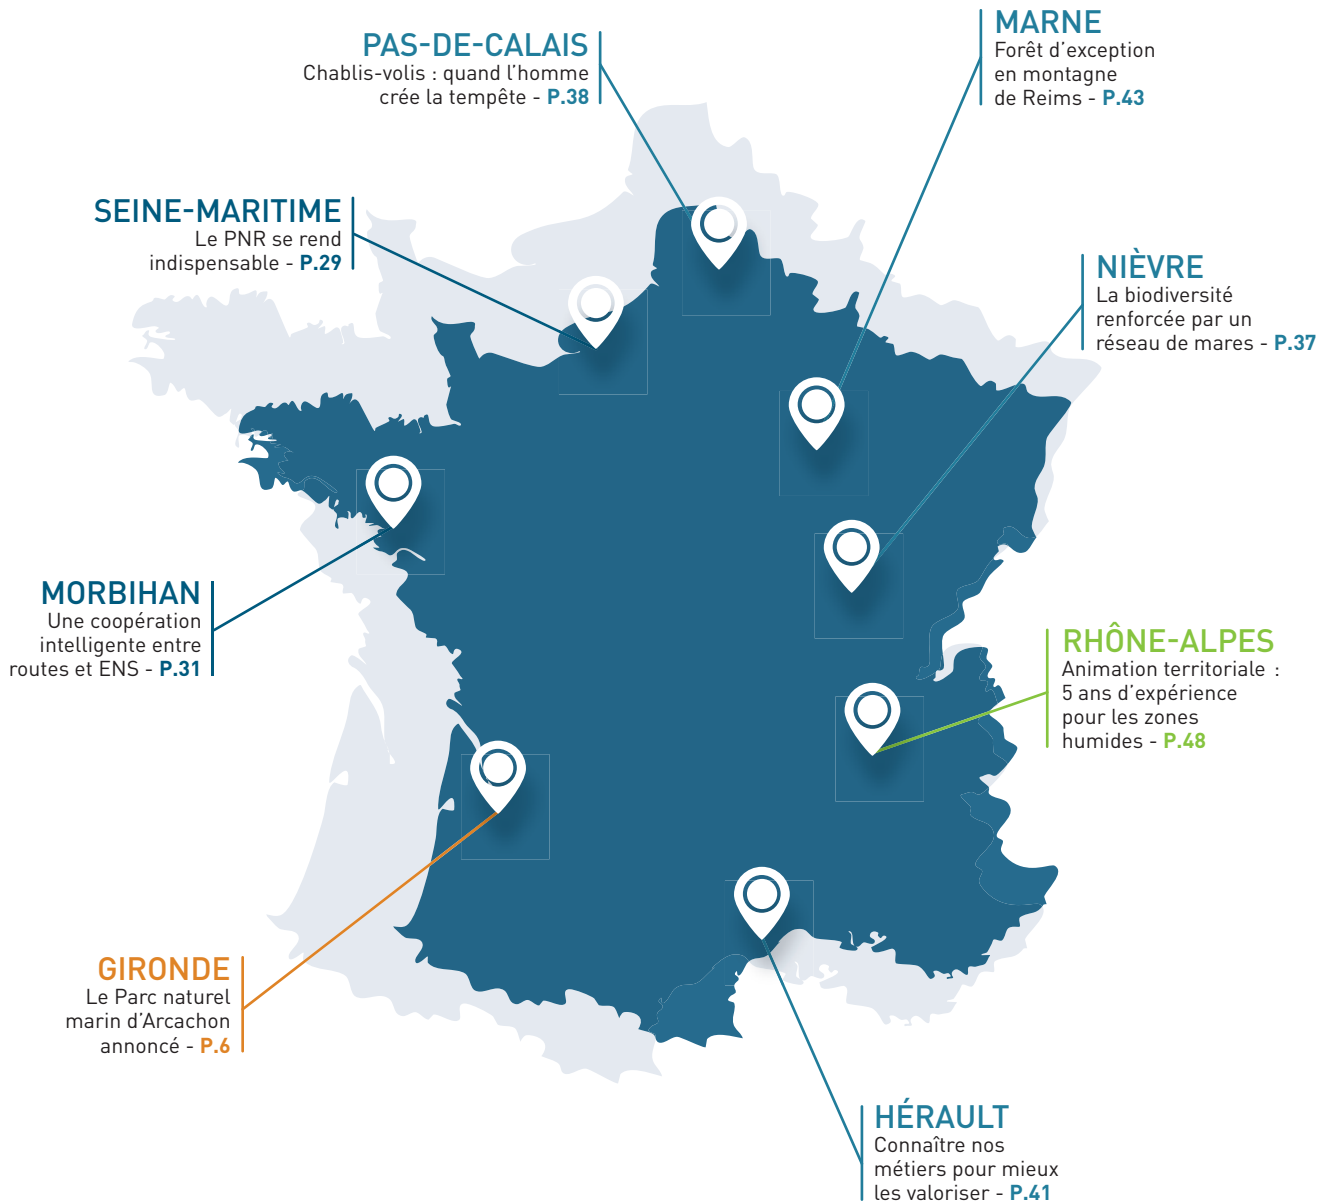 PAS-DE-CALAIS
Chablis-volis : quand l'homme
crée la tempête - P.38
MARNE
Forêt d'exception
en montagne
de Reims - P.43
SEINE-MARITIME
Le PNR se rend
indispensable - P.29
NIÈVRE
La biodiversité
renforcée par un
réseau de mares - P.37
MORBIHAN
Une coopération
intelligente entre
routes et ENS - P.31
RHÔNE-ALPES
Animation territoriale :
5 ans d'expérience
pour les zones
humides - P.48
GIRONDE
Le Parc naturel
marin d'Arcachon
annoncé - P.6
HÉRAULT
Connaître nos
métiers pour mieux
les valoriser - P.41